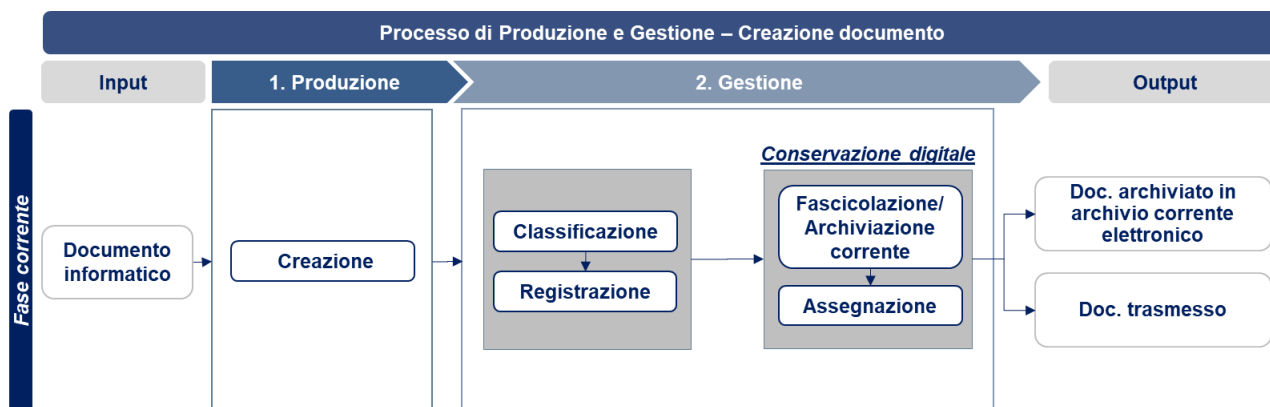 Processo di Produzione e Gestione – Creazione documento
Input
1. Produzione
2. Gestione
Output
Fase corrente
Documento
informatico
Creazione
Classificazione
Registrazione
Conservazione digitale
Fascicolazione/
Archiviazione
corrente
Assegnazione
Doc. archiviato in
archivio corrente
elettronico
Doc. trasmesso